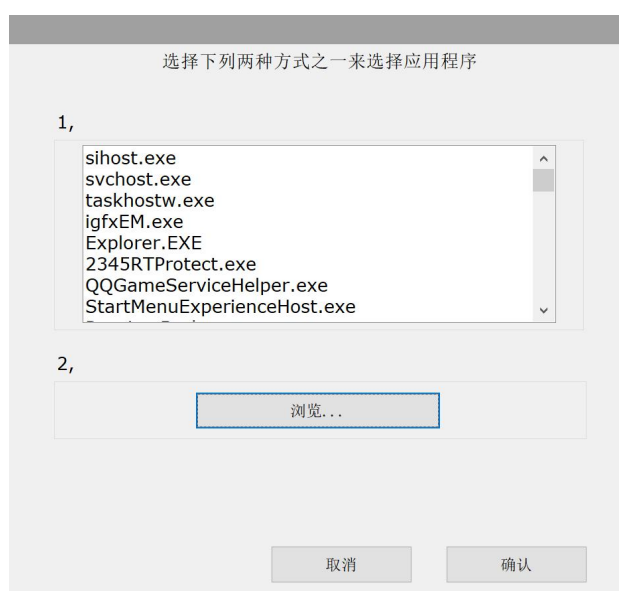 选择下列两种方式之一来选择应用程序
1,
sihost.exe
svchost.exe
taskhostw.exe
igfxEM.exe
Explorer.EXE
2345RTProtect.exe
QQGameServiceHelper.exe
StartMenuExperienceHost.exe
2,
浏览...
取消
确认